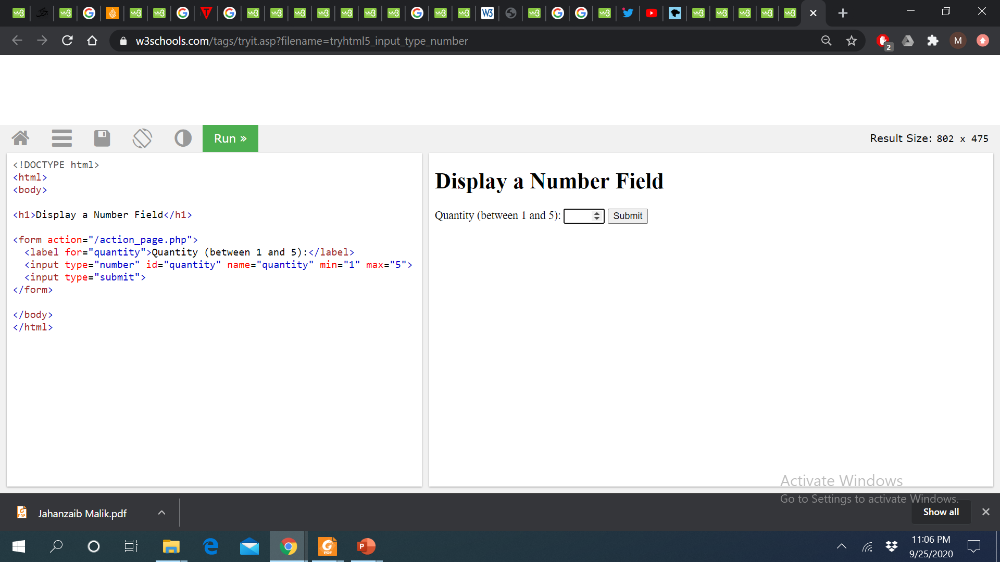 w3schools.com/tags/tryit.asp?filename=tryhtml5_input_type_number
2
M
Run »
Result Size: 802 x 475
<!DOCTYPE html>
<html>
<body>
<h1>Display a Number Field</h1>
<form action="/action_page.php">
<label for="quantity">Quantity (between 1 and 5):</label>
<input type="number" id="quantity" name="quantity" min="1" max="5">
<input type="submit">
</form>
</body>
</html>
Display a Number Field
Quantity (between 1 and 5): Submit
Activate Windows
Go to Settings to activate Windows.
Jahanzaib Malik.pdf
Show all
11:06 PM
9/25/2020